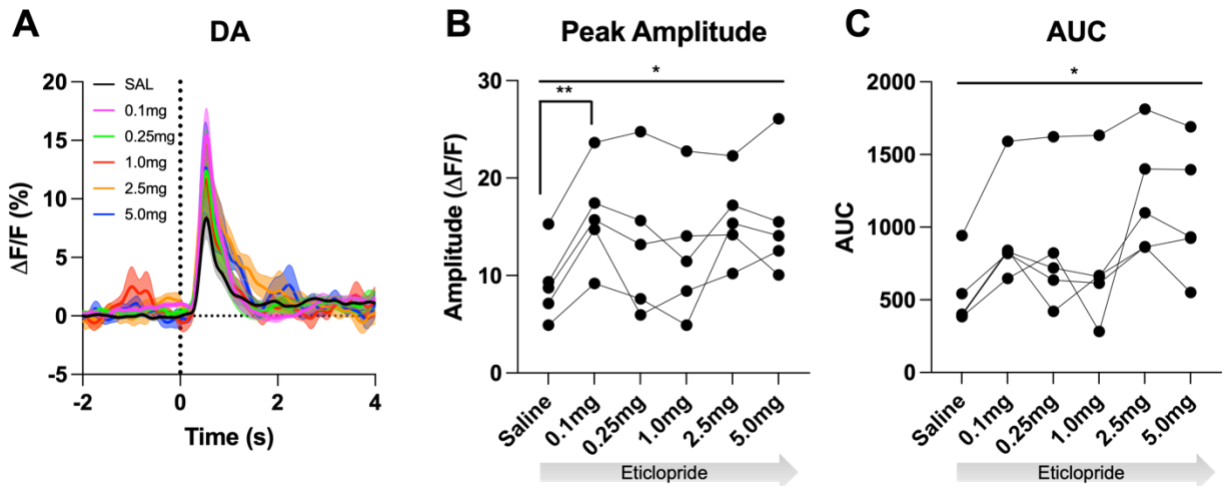 A
DA
ΔF/F (%)
20
15
10
5
0
-5
SAL
0.1mg
0.25mg
1.0mg
2.5mg
5.0mg
-2
0
2
4
Time (s)
B
Peak Amplitude
Amplitude (ΔF/F)
30
20
10
0
*
**
Saline
0.1mg
0.25mg
1.0mg
2.5mg
5.0mg
Eticlopride
C
AUC
AUC
2000
1500
1000
500
0
*
Saline
0.1mg
0.25mg
1.0mg
2.5mg
5.0mg
Eticlopride